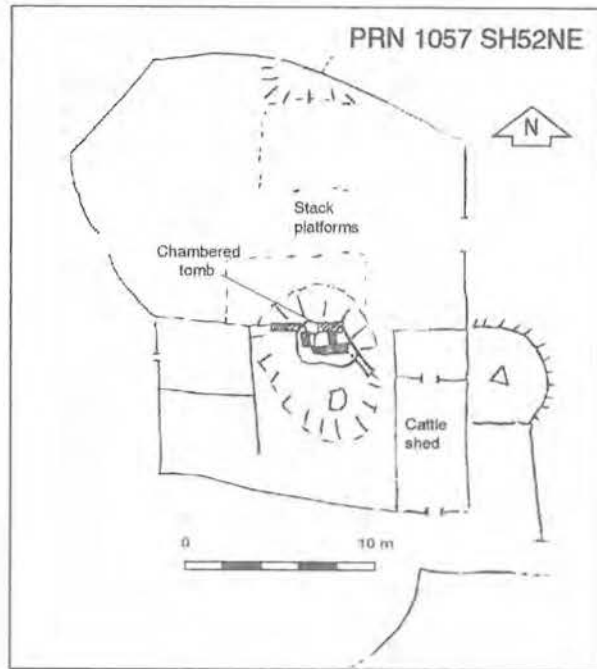 PRN 1057 SH52NE
N
Stack
platforms
Chambered
tomb
Cattle
shed
0
10 m